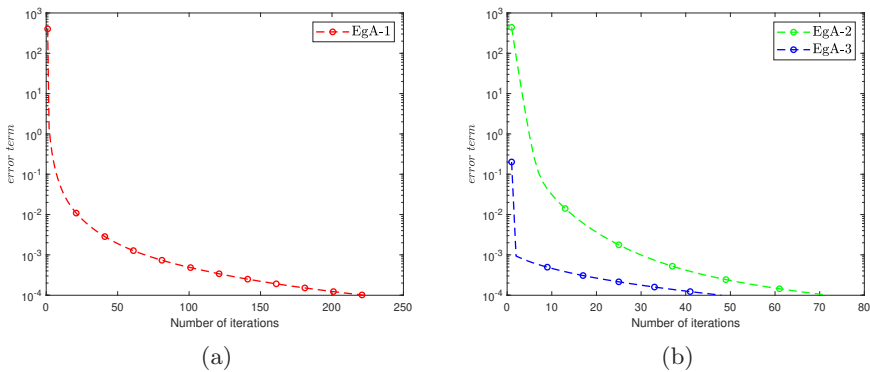 10^3
10^2
10^1
10^0
10^-1
10^-2
10^-3
10^-4
error term
0 50 100 150 200 250
Number of iterations
EgA-1
(a)
10^3
10^2
10^1
10^0
10^-1
10^-2
10^-3
10^-4
error term
0 10 20 30 40 50 60 70 80
Number of iterations
EgA-2
EgA-3
(b)